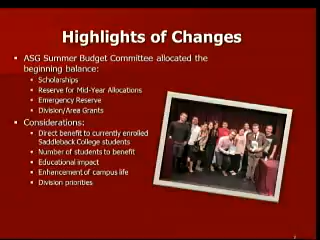 Highlights of Changes
ASG Summer Budget Committee allocated the
beginning balance:
Scholarships
Reserve for Mid-Year Allocations
Emergency Reserve
Division/Area Grants
Considerations:
Direct benefit to currently enrolled
Saddleback College students
Number of students to benefit
Educational impact
Enhancement of campus life
Division priorities